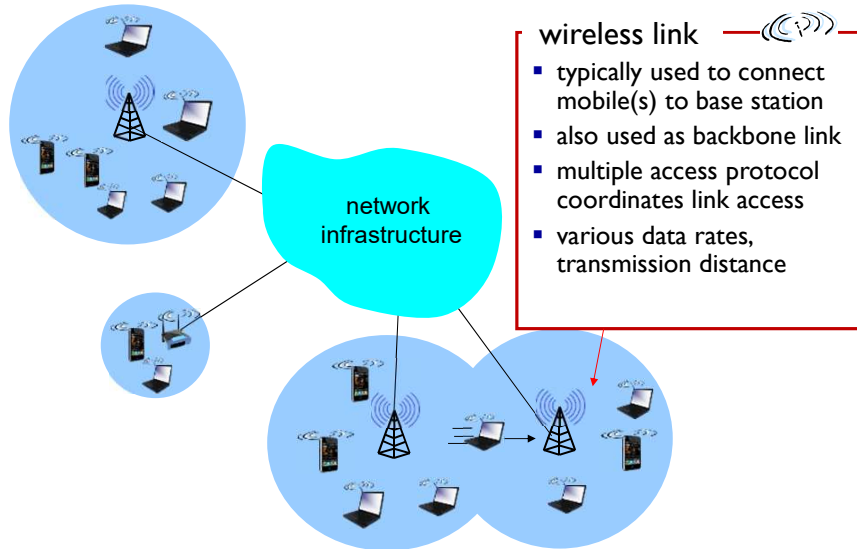 wireless link
▪ typically used to connect
mobile(s) to base station
▪ also used as backbone link
▪ multiple access protocol
coordinates link access
▪ various data rates,
transmission distance
network
infrastructure